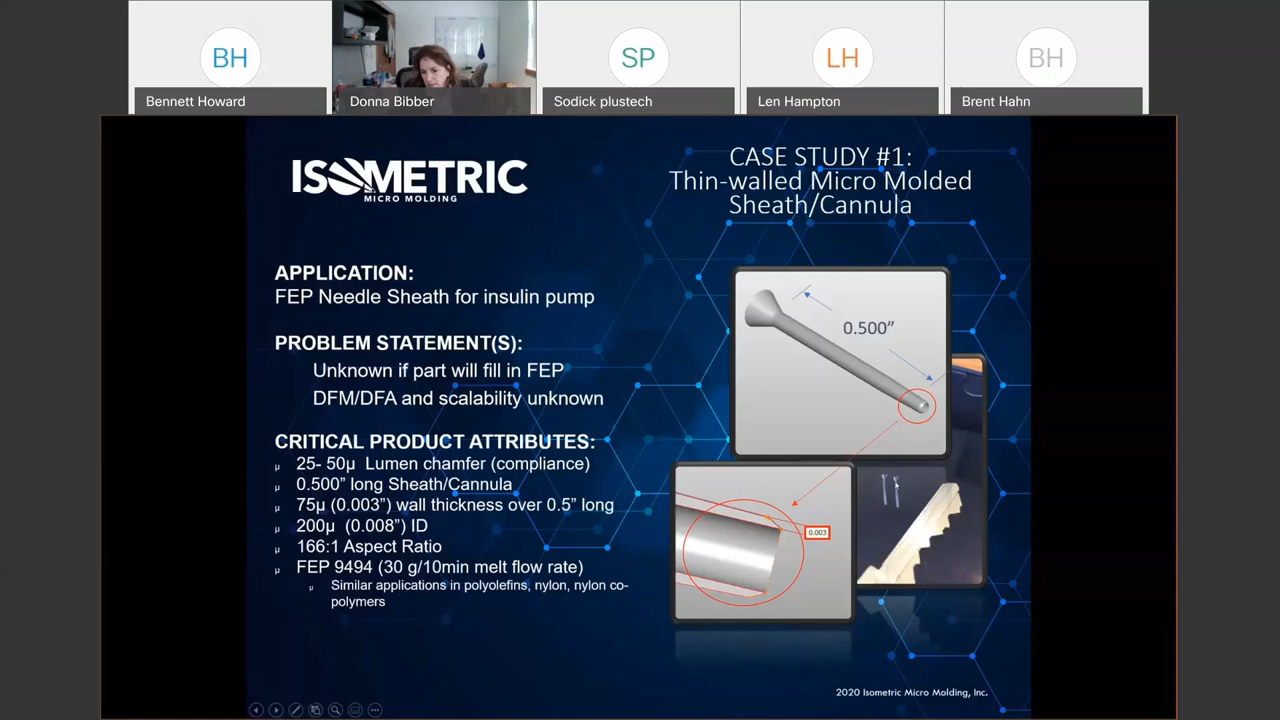 BH
SP
LH
BH
Bennett Howard
Donna Bibber
Sodick plustech
Len Hampton
Brent Hahn
ISOMETRIC
MICRO MOLDING
CASE STUDY #1:
Thin-walled Micro Molded
Sheath/Cannula
APPLICATION:
FEP Needle Sheath for insulin pump
PROBLEM STATEMENT(S):
Unknown if part will fill in FEP
DFM/DFA and scalability unknown
CRITICAL PRODUCT ATTRIBUTES:
µ 25- 50µ Lumen chamfer (compliance)
µ 0.500” long Sheath/Cannula
µ 75µ (0.003”) wall thickness over 0.5” long
µ 200µ (0.008”) ID
µ 166:1 Aspect Ratio
µ FEP 9494 (30 g/10min melt flow rate)
µ Similar applications in polyolefins, nylon, nylon co-
polymers
0.500”
0.003
2020 Isometric Micro Molding, Inc.